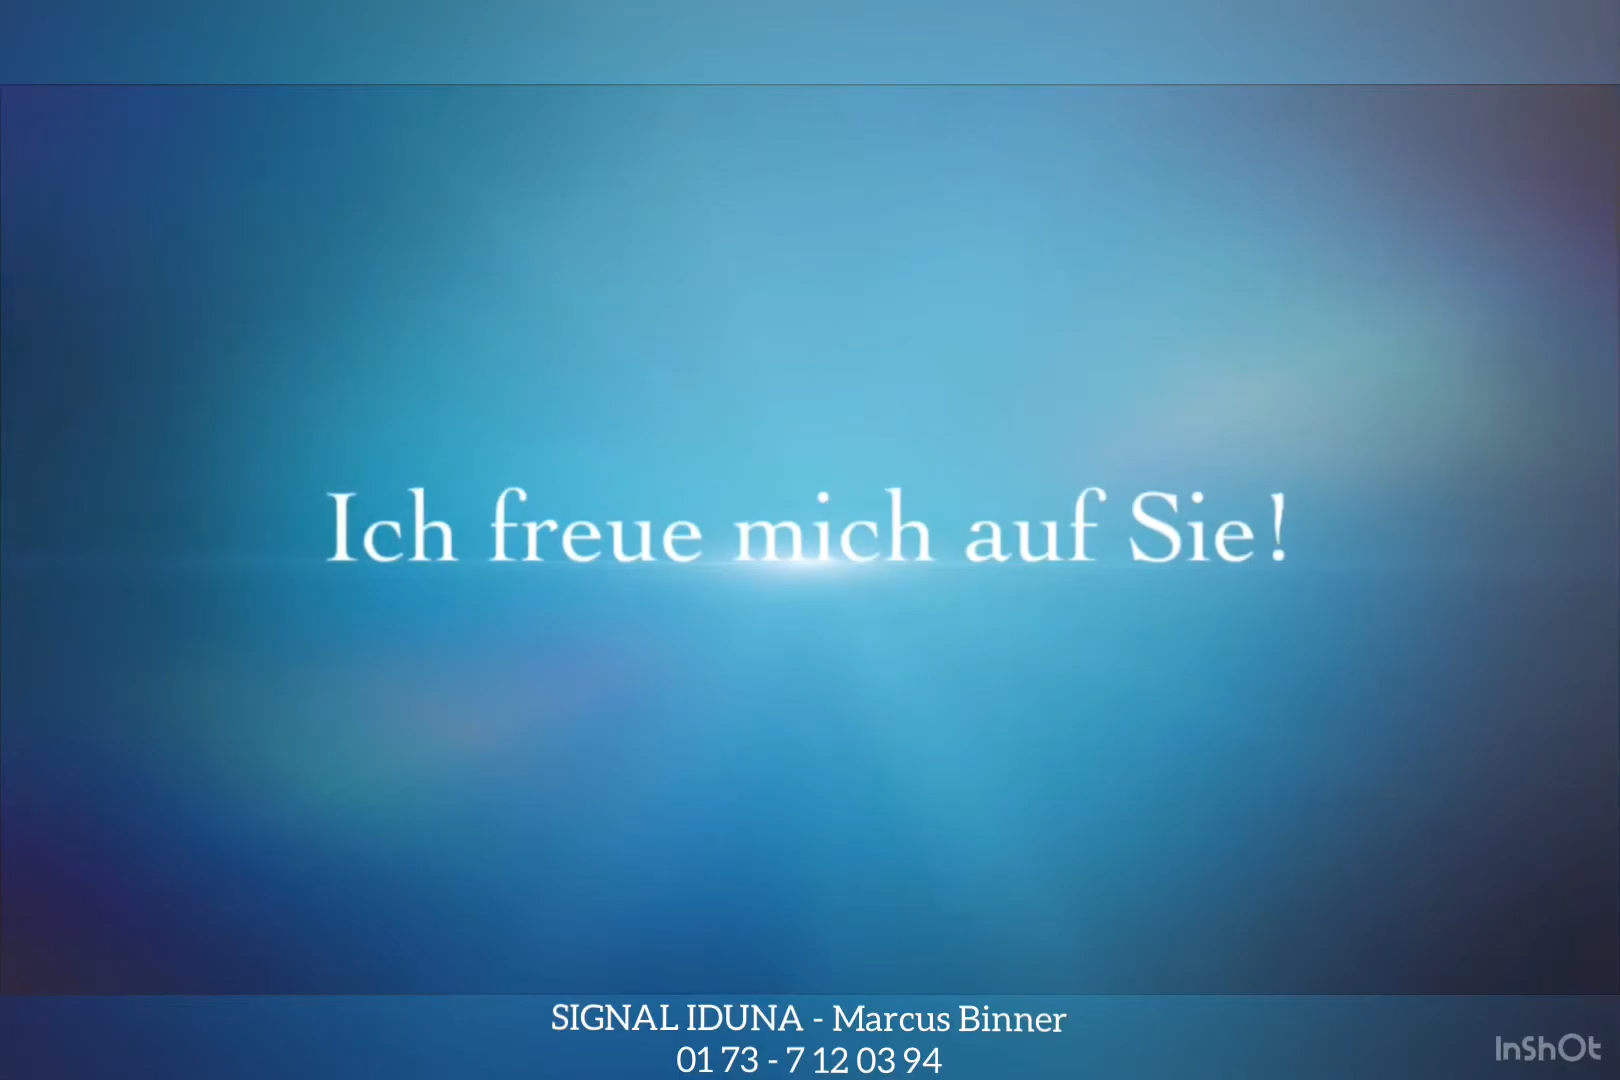 Ich freue mich auf Sie!
SIGNAL IDUNA - Marcus Binner
01 73 - 7 12 03 94
InShOt